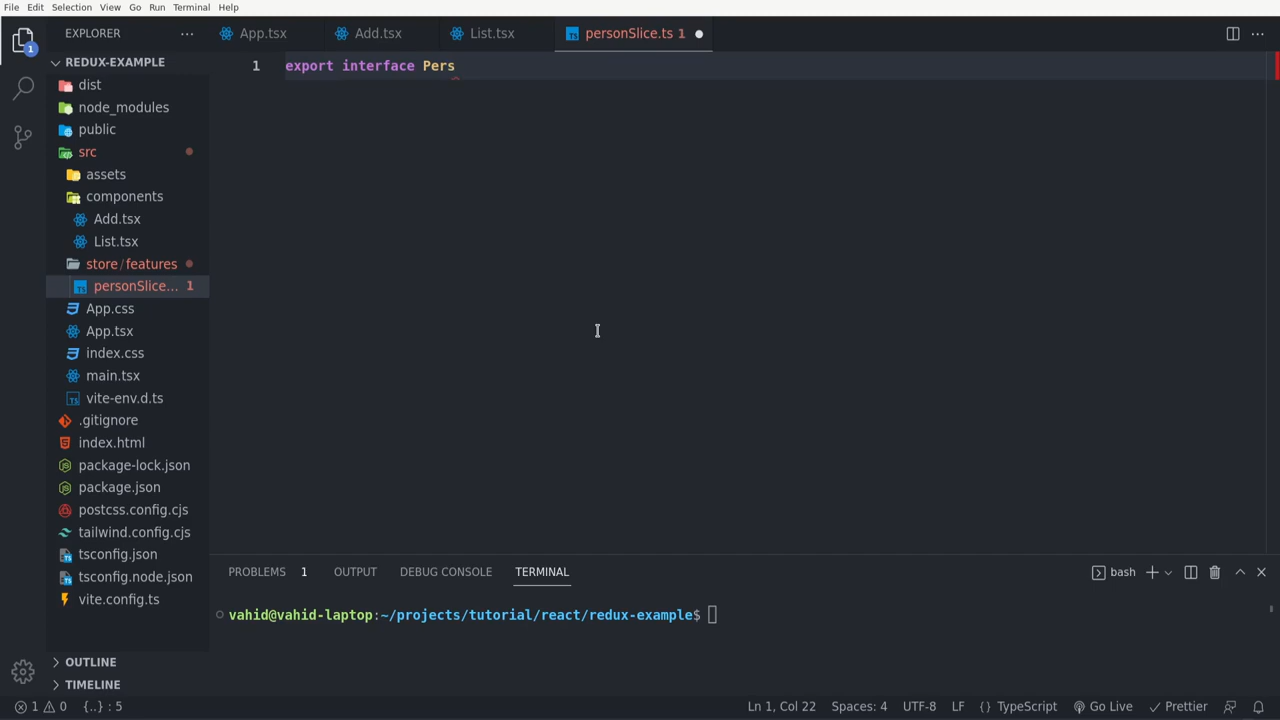 File Edit Selection View Go Run Terminal Help
EXPLORER ···
App.tsx Add.tsx List.tsx personSlice.ts 1
REDUX-EXAMPLE
1 export interface Pers
dist
node_modules
public
src
assets
components
Add.tsx
List.tsx
store/features
personSlice... 1
App.css
App.tsx
index.css
main.tsx
vite-env.d.ts
.gitignore
index.html
package-lock.json
package.json
postcss.config.cjs
tailwind.config.cjs
tsconfig.json
tsconfig.node.json
vite.config.ts
OUTLINE
TIMELINE
PROBLEMS 1 OUTPUT DEBUG CONSOLE TERMINAL
bash
vahid@vahid-laptop:~/projects/tutorial/react/redux-example$
1 0 {..} : 5
Ln 1, Col 22 Spaces: 4 UTF-8 LF {} TypeScript Go Live Prettier